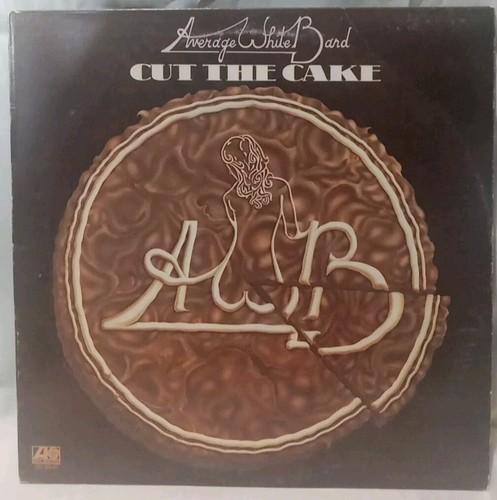 Average White Band
CUT THE CAKE
AWB